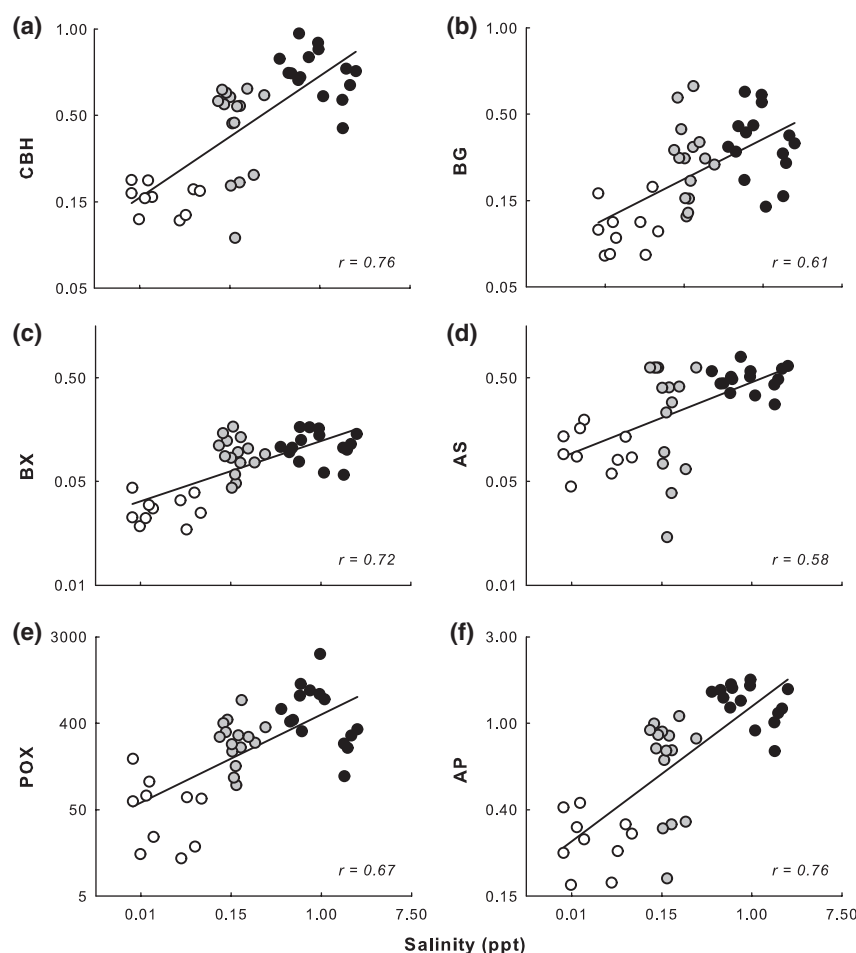 (a)
1.00
0.50
0.15
0.05
CBH
r = 0.76
(b)
0.50
0.15
0.05
BG
r = 0.61
(c)
0.50
0.05
0.01
BX
r = 0.72
(d)
0.50
0.05
0.01
AS
r = 0.58
(e)
3000
400
50
5
POX
r = 0.67
0.01 0.15 1.00 7.50
(f)
3.00
1.00
0.40
0.15
AP
r = 0.76
0.01 0.15 1.00 7.50
Salinity (ppt)